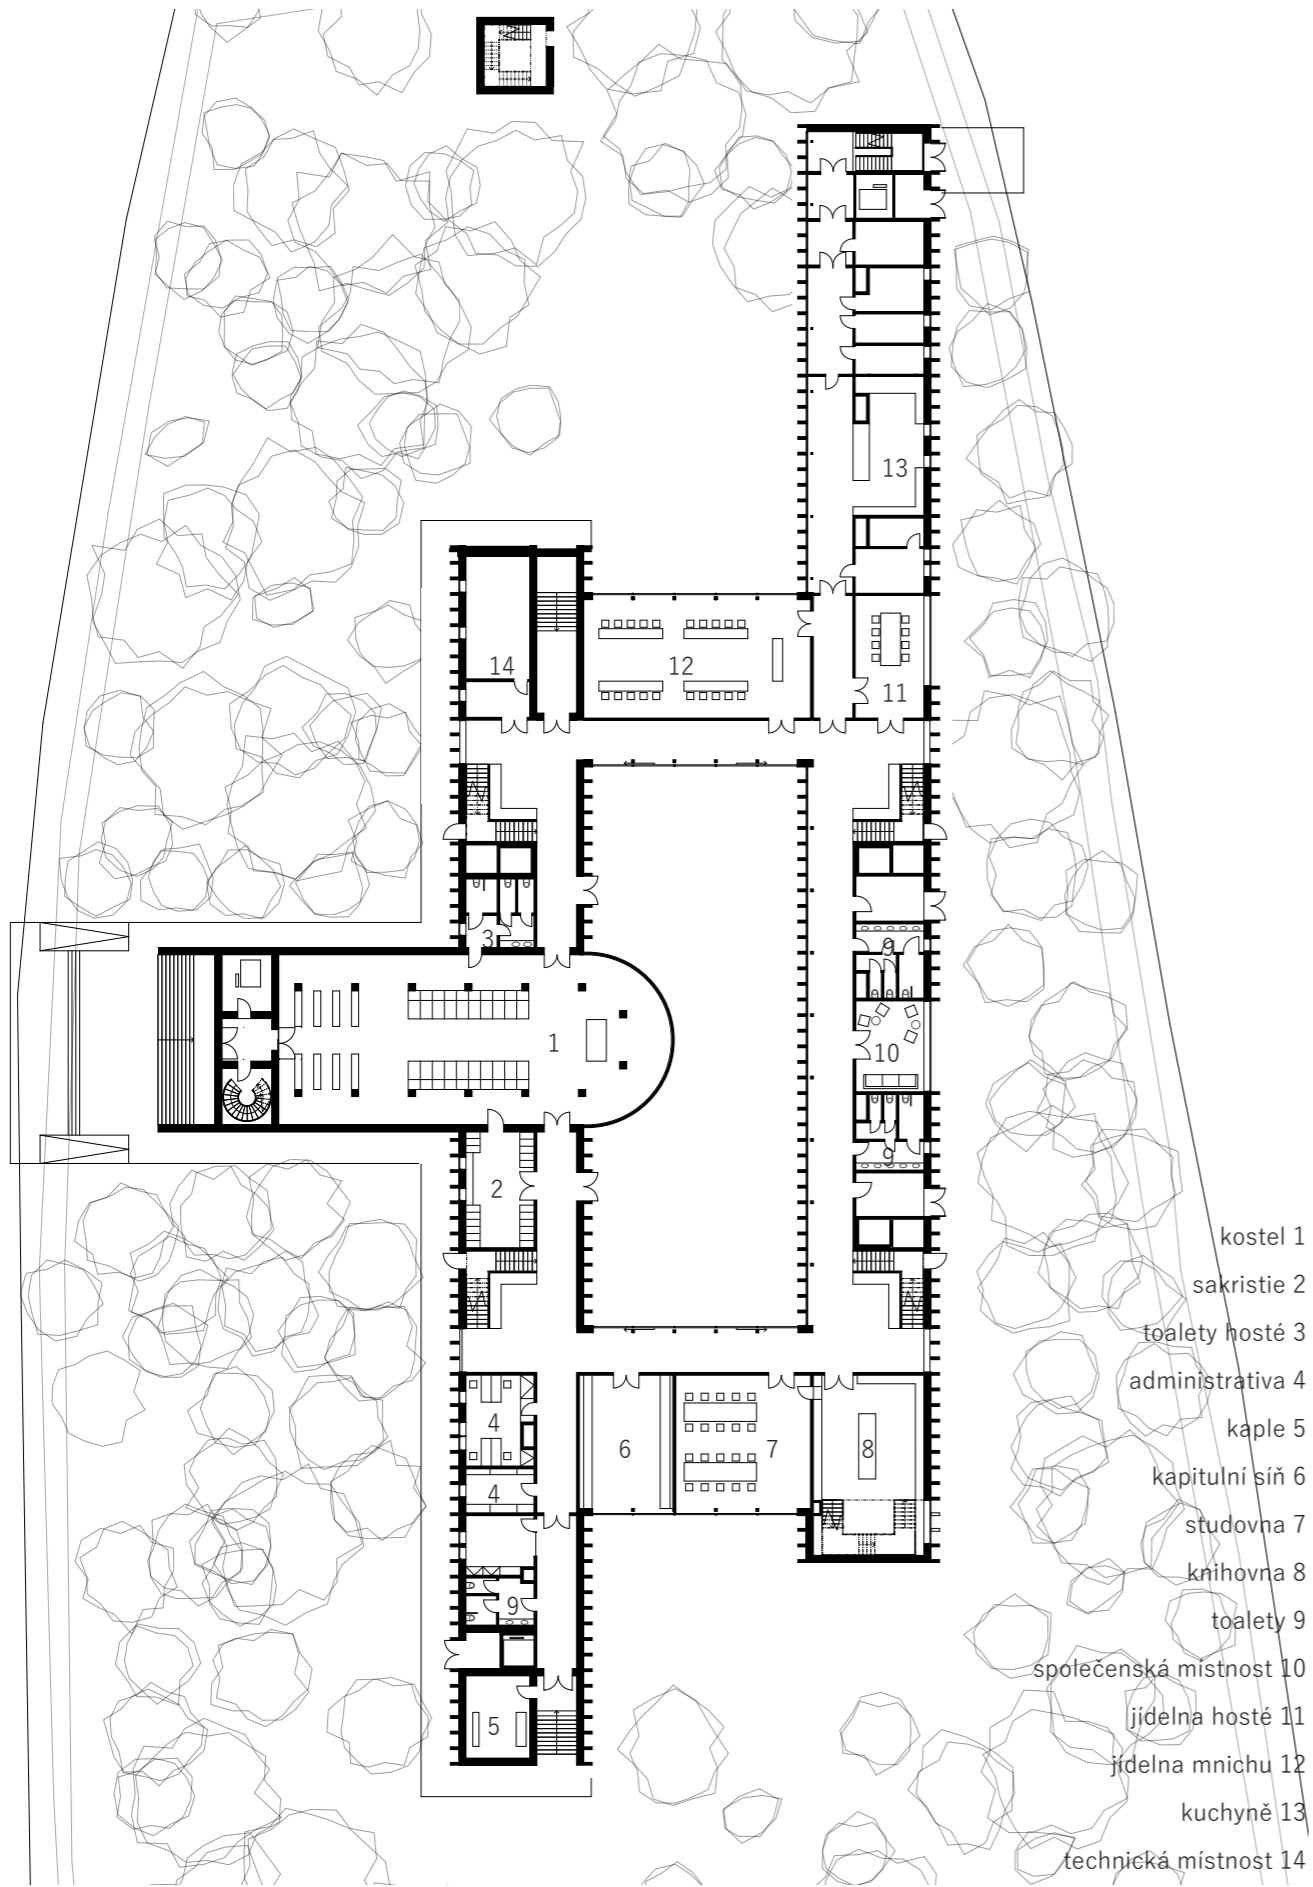 13
14
12
11
3
9
1
10
9
2
4
6
7
8
4
9
5
kostel 1
sakristie 2
toalety hosté 3
administrativa 4
kaple 5
kapitulní síň 6
studovna 7
knihovna 8
toalety 9
společenská místnost 10
jídelna hosté 11
jídelna mnichu 12
kuchyně 13
technická místnost 14